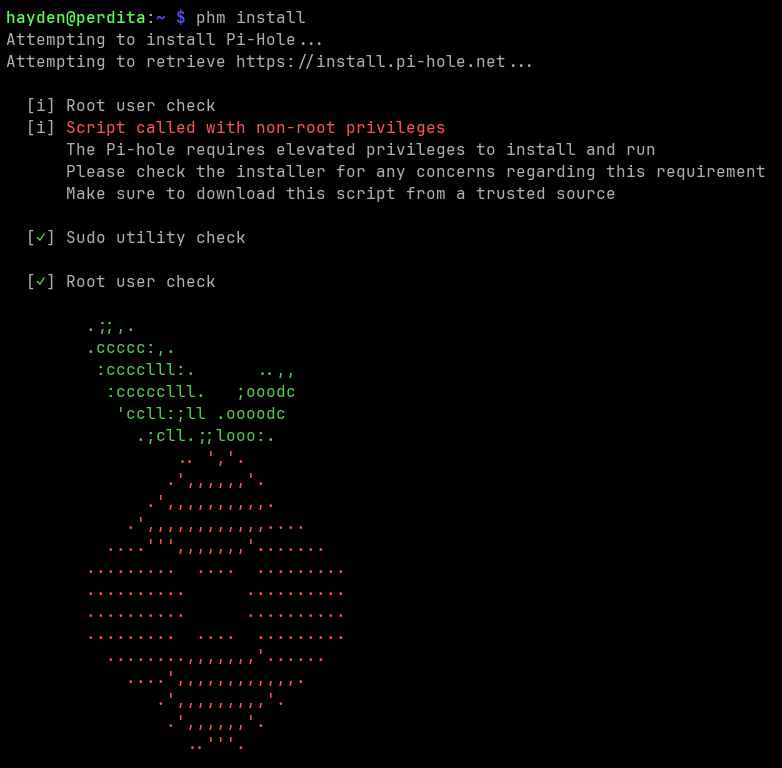 hayden@perdita:~ $ phm install
Attempting to install Pi-Hole...
Attempting to retrieve https://install.pi-hole.net...
[i] Root user check
[i] Script called with non-root privileges
The Pi-hole requires elevated privileges to install and run
Please check the installer for any concerns regarding this requirement
Make sure to download this script from a trusted source
[✓] Sudo utility check
[✓] Root user check
        .;;,.
        .ccccc:,.
         :cccclll:.      ..,,
          :ccccclll.   ;ooodc
           'ccll:;ll .oooodc
             .;cll.;;looo:.
                 .. ','.
                .',,,,,,'.
              .',,,,,,,,,,.
            .',,,,,,,,,,,,....
          ....''',,,,,,,'.......
        .........  ....  .........
        ..........      ..........
        ..........      ..........
        .........  ....  .........
          ........,,,,,,,'......
            ....',,,,,,,,,,,,.
               .',,,,,,,,,'.
                .',,,,,,'.
                  ..'''.